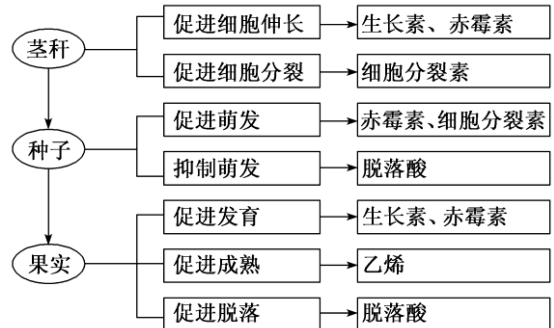 茎秆
促进细胞伸长
生长素、赤霉素
促进细胞分裂
细胞分裂素
种子
促进萌发
赤霉素、细胞分裂素
抑制萌发
脱落酸
果实
促进发育
生长素、赤霉素
促进成熟
乙烯
促进脱落
脱落酸